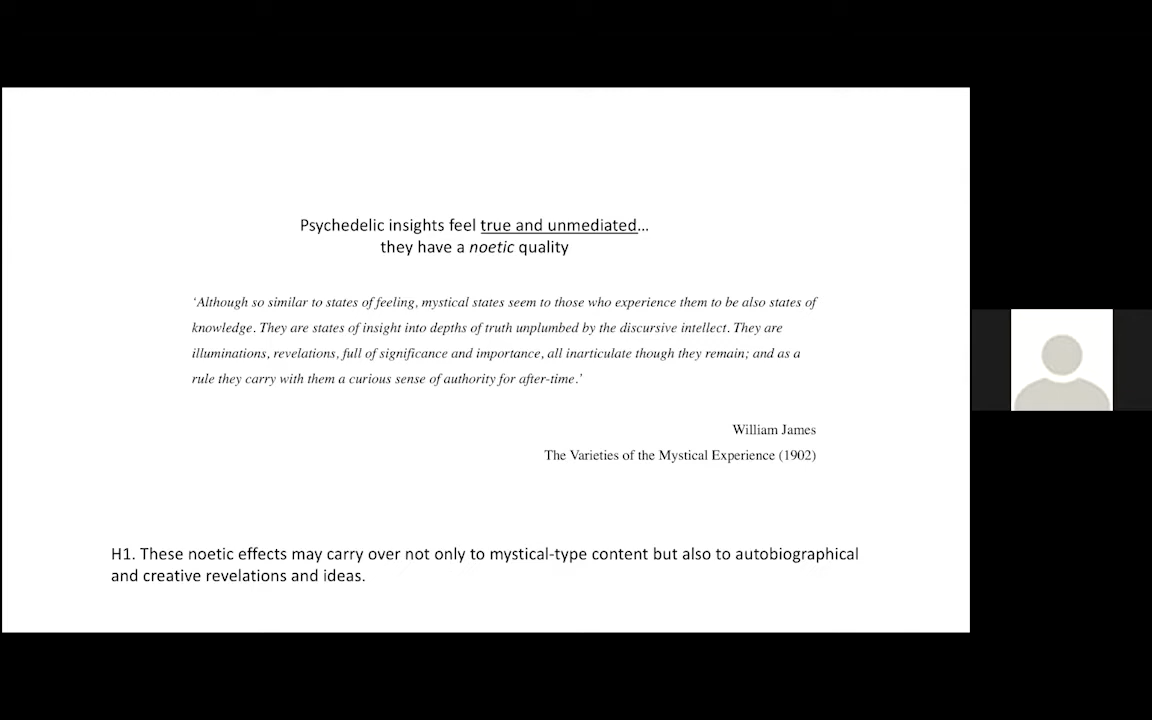 Psychedelic insights feel true and unmediated…
they have a noetic quality
‘Although so similar to states of feeling, mystical states seem to those who experience them to be also states of
knowledge. They are states of insight into depths of truth unplumbed by the discursive intellect. They are
illuminations, revelations, full of significance and importance, all inarticulate though they remain; and as a
rule they carry with them a curious sense of authority for after-time.’
William James
The Varieties of the Mystical Experience (1902)
H1. These noetic effects may carry over not only to mystical-type content but also to autobiographical
and creative revelations and ideas.